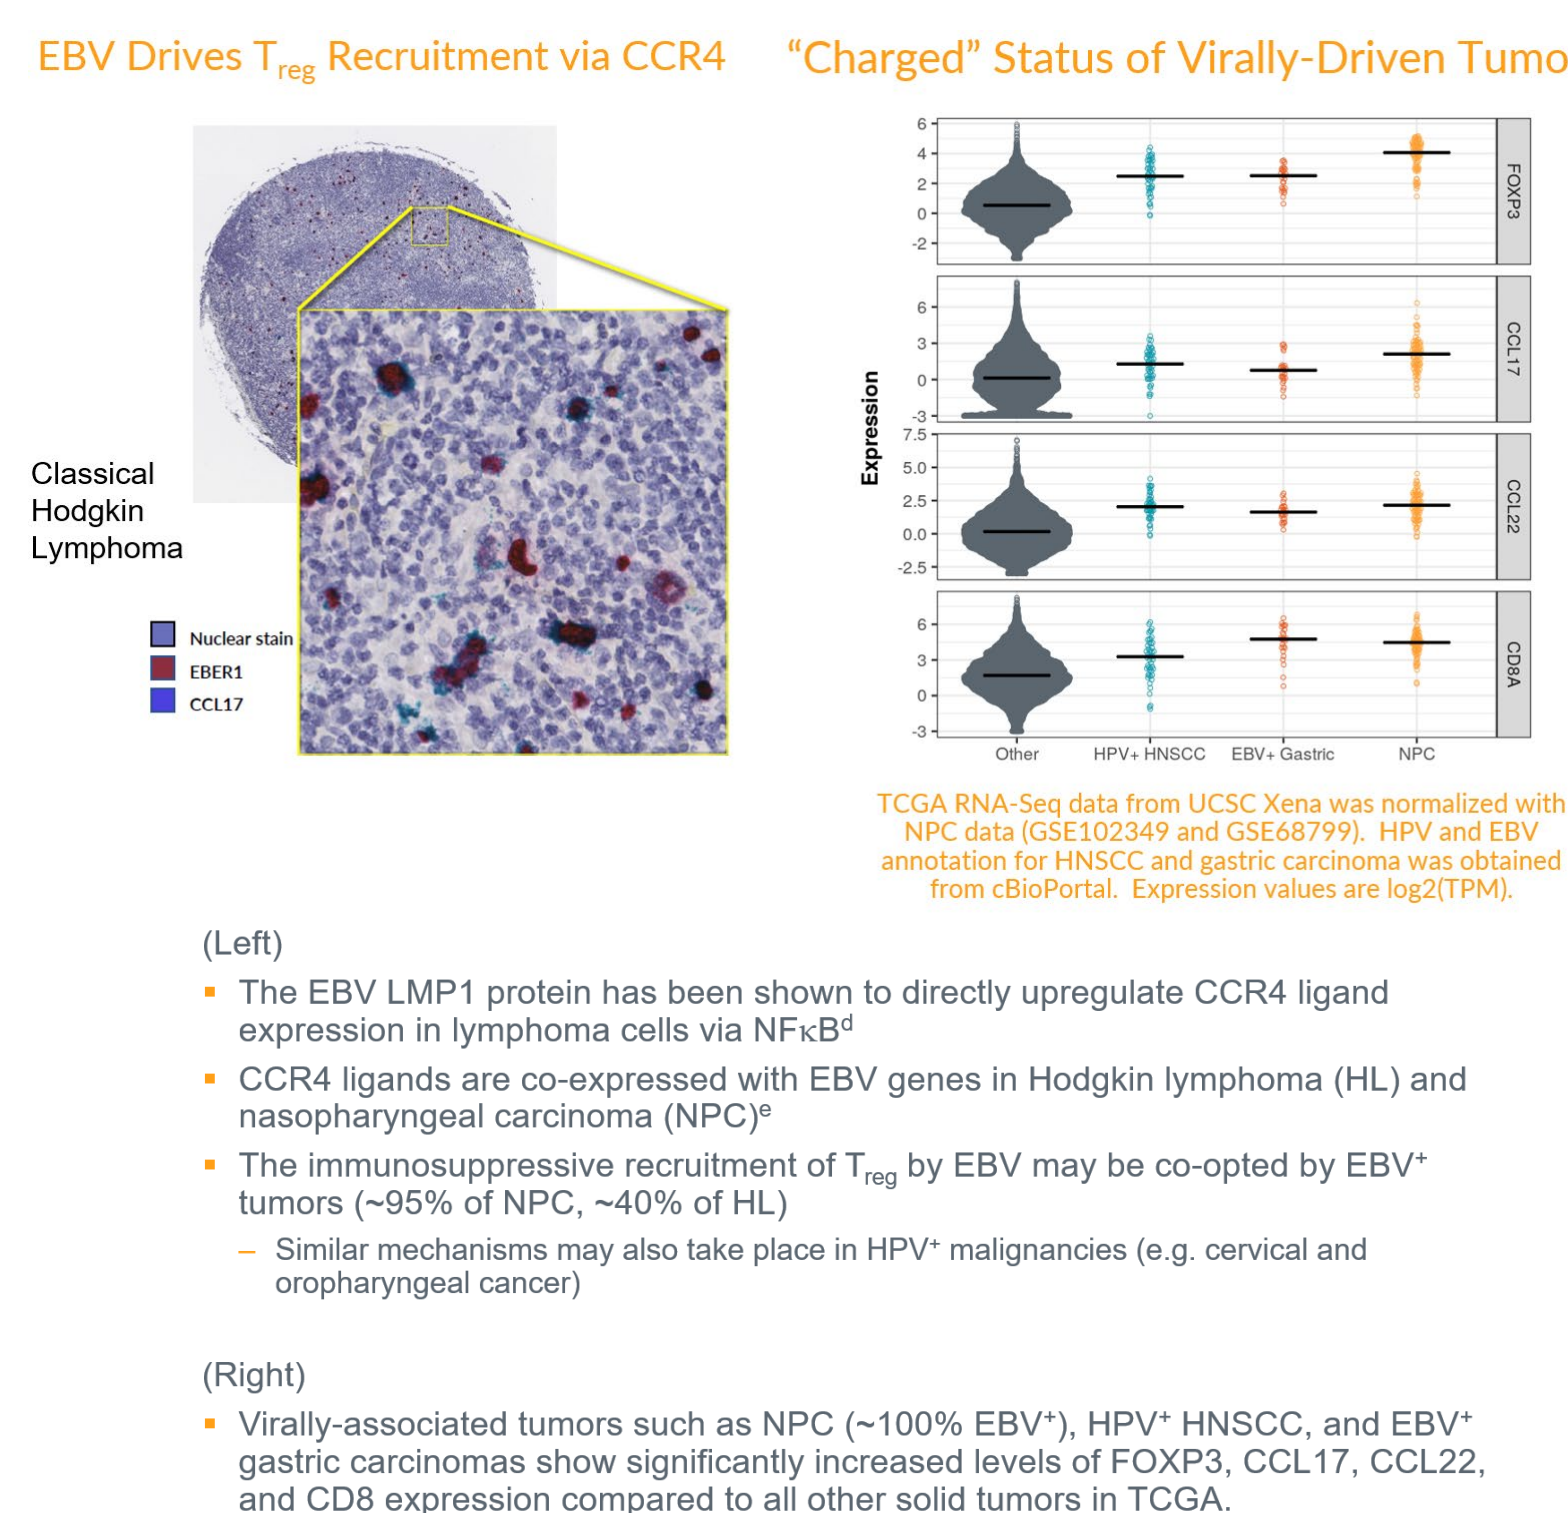 EBV Drives Treg Recruitment via CCR4
Classical
Hodgkin
Lymphoma
Nuclear stain
EBER1
CCL17
“Charged” Status of Virally-Driven Tumo
Expression
6
4
2
0
-2
FOXP3
6
3
0
-3
CCL17
7.5
5.0
2.5
0.0
-2.5
CCL22
6
3
0
-3
CD8A
Other HPV+ HNSCC EBV+ Gastric NPC
TCGA RNA-Seq data from UCSC Xena was normalized with
NPC data (GSE102349 and GSE68799). HPV and EBV
annotation for HNSCC and gastric carcinoma was obtained
from cBioPortal. Expression values are log2(TPM).
(Left)
▪ The EBV LMP1 protein has been shown to directly upregulate CCR4 ligand
expression in lymphoma cells via NFκBᵈ
▪ CCR4 ligands are co-expressed with EBV genes in Hodgkin lymphoma (HL) and
nasopharyngeal carcinoma (NPC)ᵉ
▪ The immunosuppressive recruitment of Treg by EBV may be co-opted by EBV⁺
tumors (~95% of NPC, ~40% of HL)
– Similar mechanisms may also take place in HPV⁺ malignancies (e.g. cervical and
oropharyngeal cancer)
(Right)
▪ Virally-associated tumors such as NPC (~100% EBV⁺), HPV⁺ HNSCC, and EBV⁺
gastric carcinomas show significantly increased levels of FOXP3, CCL17, CCL22,
and CD8 expression compared to all other solid tumors in TCGA.